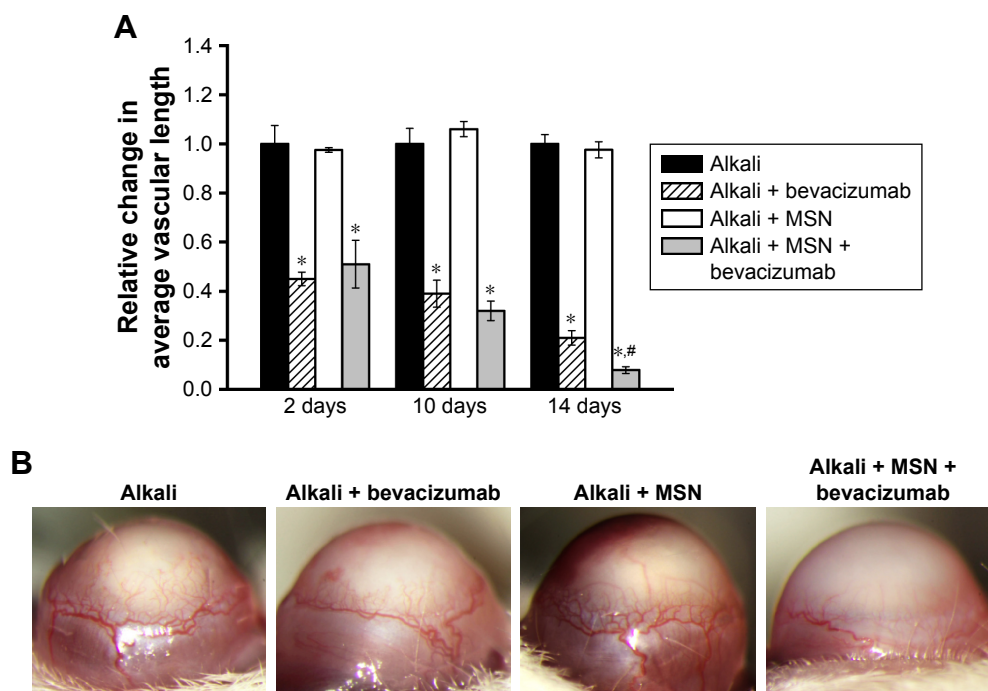 A
Relative change in
average vascular length
1.4
1.2
1.0
0.8
0.6
0.4
0.2
0.0
*
*
*
*
*
*,#
2 days
10 days
14 days
Alkali
Alkali + bevacizumab
Alkali + MSN
Alkali + MSN +
bevacizumab
B
Alkali
Alkali + bevacizumab
Alkali + MSN
Alkali + MSN +
bevacizumab